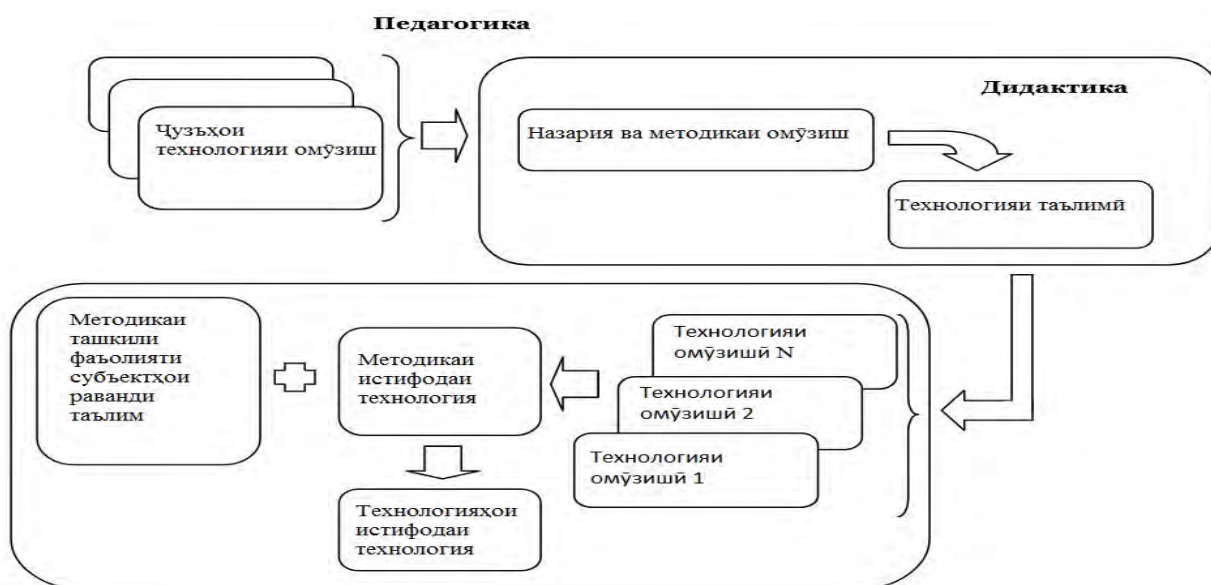 Педагогика
Ҷузъҳои
технологияи омӯзиш
Дидактика
Назария ва методикаи омӯзиш
Технологияи таълимӣ
Методикаи
ташкили
фаъолияти
субъектҳои
раванди
таълим
Методикаи
истифодаи
технология
Технологияи
омӯзишӣ N
Технологияи
омӯзишӣ 2
Технологияи
омӯзишӣ 1
Технологияҳои
истифодаи
технология